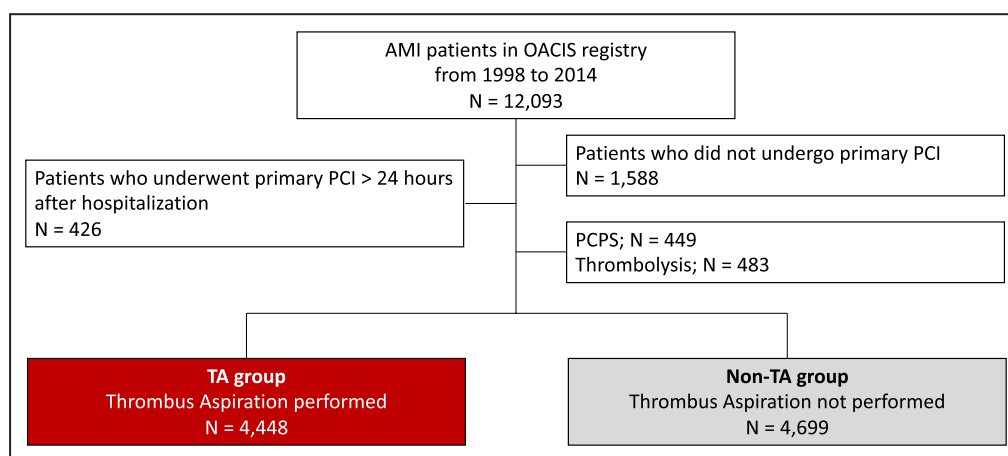 AMI patients in OACIS registry
from 1998 to 2014
N = 12,093
Patients who did not undergo primary PCI
N = 1,588
Patients who underwent primary PCI > 24 hours
after hospitalization
N = 426
PCPS; N = 449
Thrombolysis; N = 483
TA group
Thrombus Aspiration performed
N = 4,448
Non-TA group
Thrombus Aspiration not performed
N = 4,699